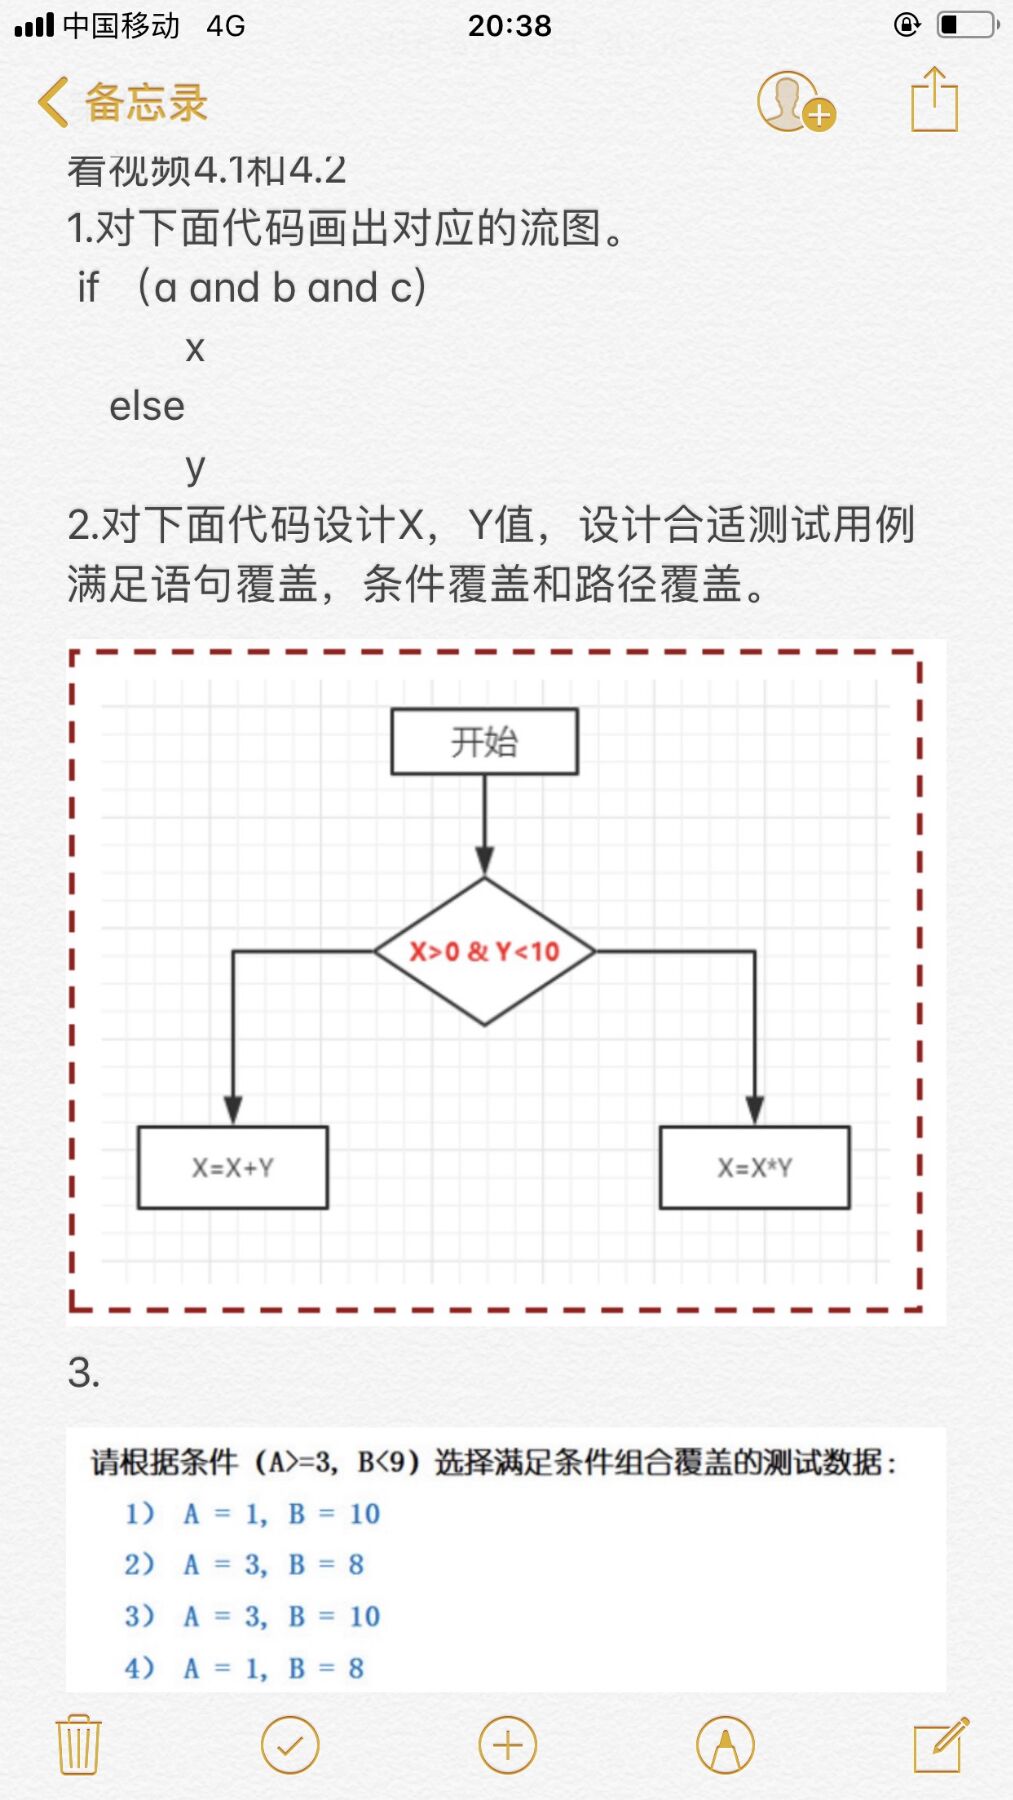 中国移动 4G 20:38
备忘录
看视频4.1和4.2
1.对下面代码画出对应的流图。
if （a and b and c)
x
else
y
2.对下面代码设计X，Y值，设计合适测试用例
满足语句覆盖，条件覆盖和路径覆盖。
开始
X>0 & Y<10
X=X+Y
X=X*Y
3.
请根据条件（A>=3, B<9）选择满足条件组合覆盖的测试数据：
1） A = 1, B = 10
2） A = 3, B = 8
3） A = 3, B = 10
4） A = 1, B = 8